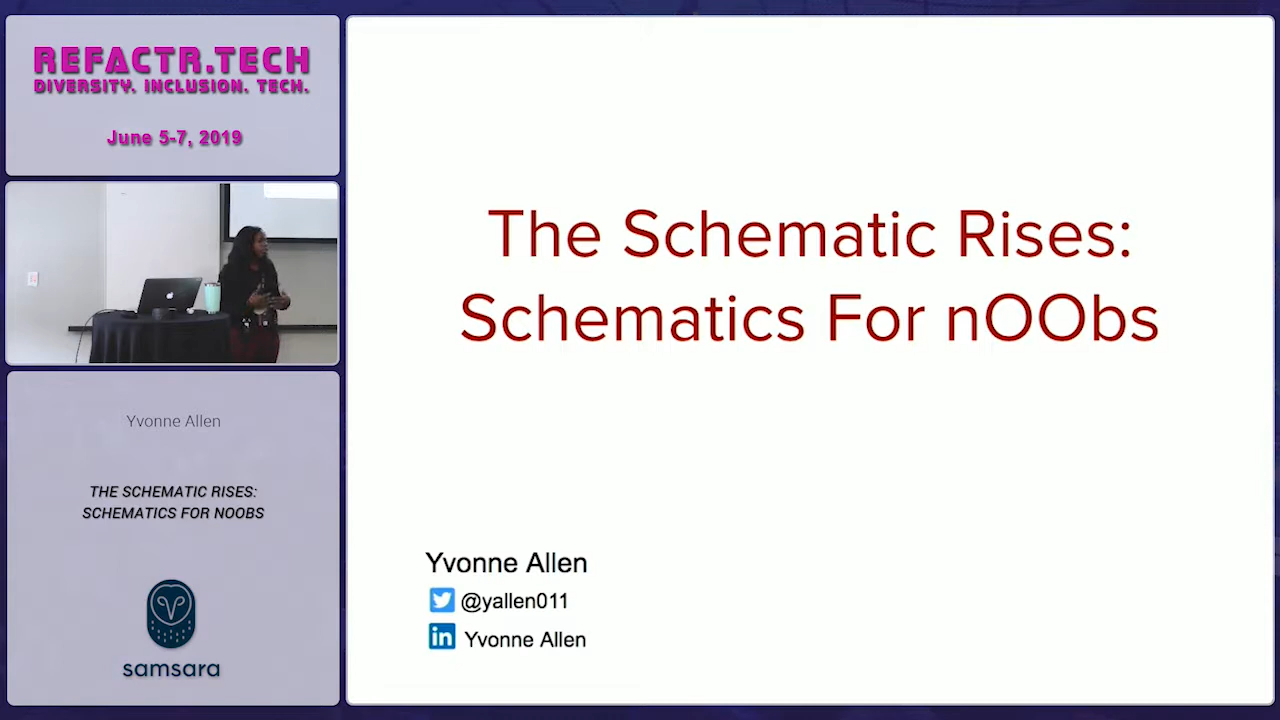 REFACTR.TECH
DIVERSITY. INCLUSION. TECH.
June 5-7, 2019
Yvonne Allen
THE SCHEMATIC RISES:
SCHEMATICS FOR NOOBS
samsara
The Schematic Rises:
Schematics For nOObs
Yvonne Allen
@yallen011
in Yvonne Allen